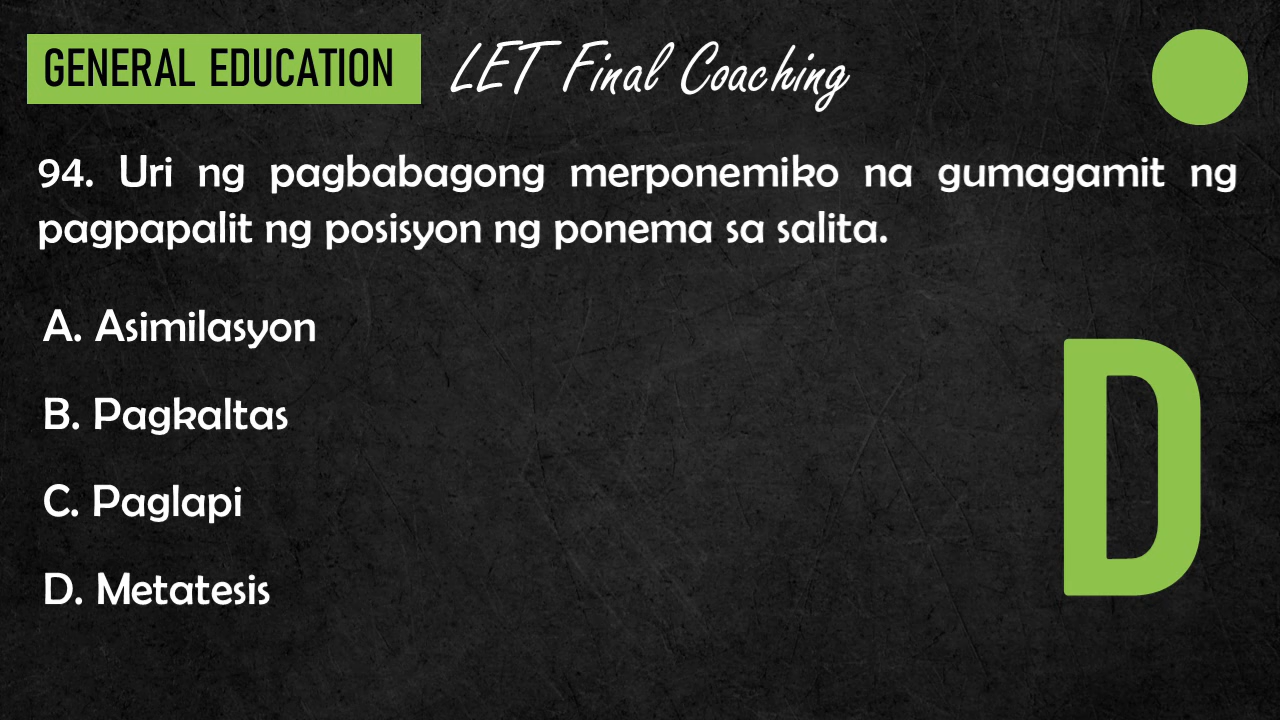 GENERAL EDUCATION LET Final Coaching
94. Uri ng pagbabagong merponemiko na gumagamit ng
pagpapalit ng posisyon ng ponema sa salita.
A. Asimilasyon
B. Pagkaltas
C. Paglapi
D. Metatesis
D